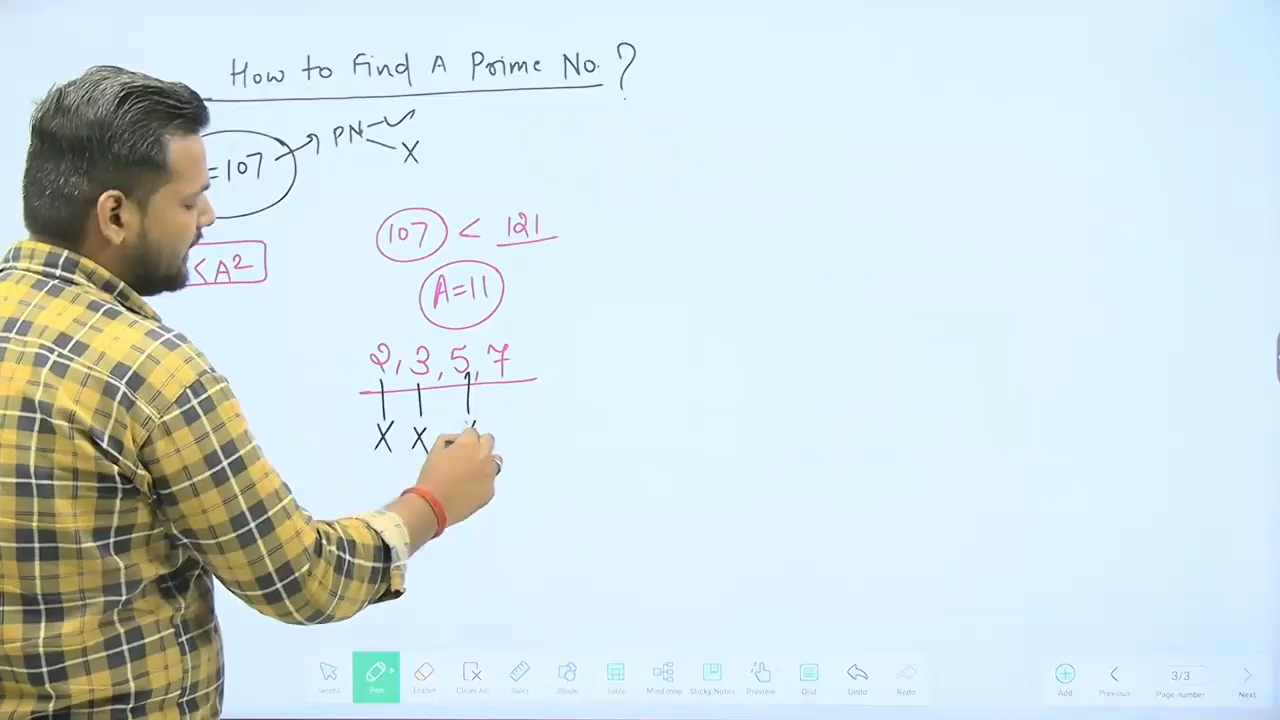 How to Find A Prime No. ?
=107 PN X
107 < 121
<A²
A=11
2, 3, 5, 7
X X
Select Pen Eraser Clean All Ruler Shape Table Mind map Sticky Notes Preview Grid Undo Redo
Add Previous 3/3 Page number Next